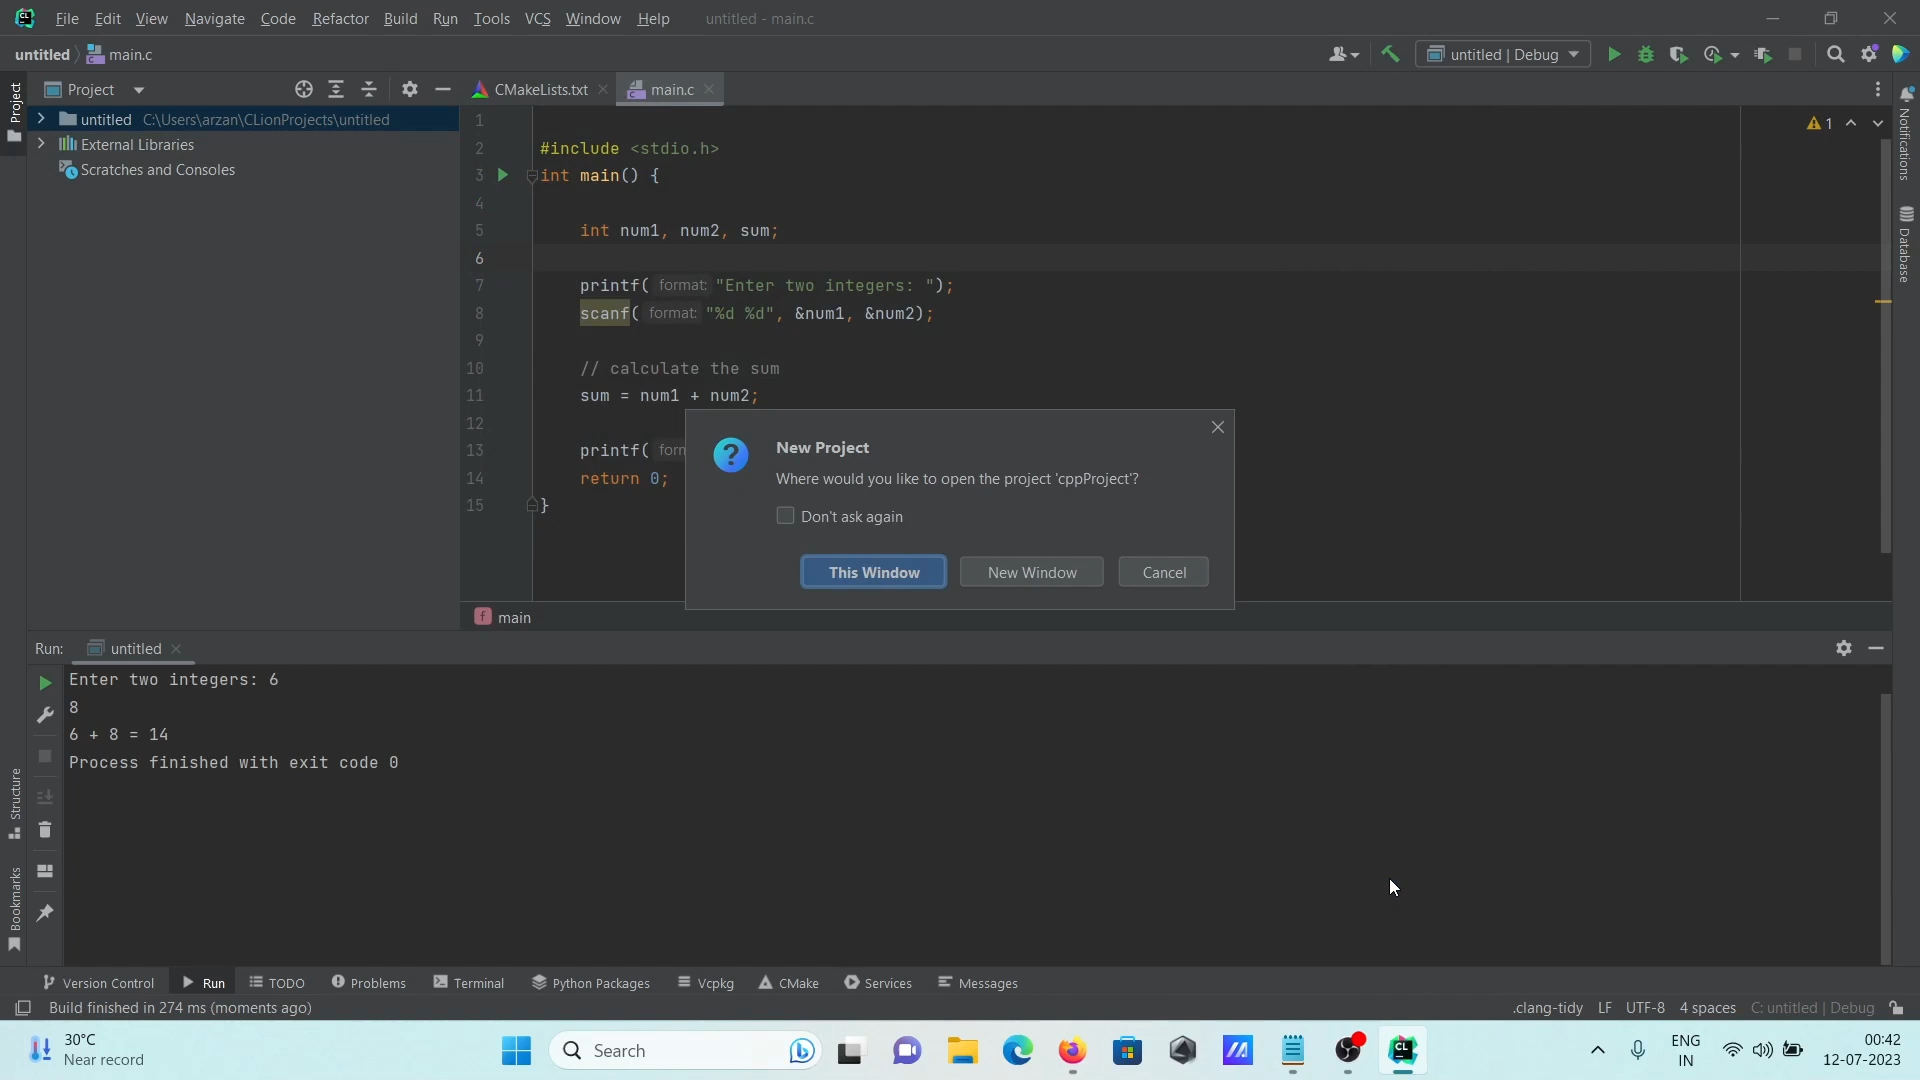 CL File Edit View Navigate Code Refactor Build Run Tools VCS Window Help untitled - main.c
untitled main.c untitled | Debug
Project
Project
CMakeLists.txt main.c
untitled C:\Users\arzan\CLionProjects\untitled
External Libraries
Scratches and Consoles
1
2 #include <stdio.h>
3 int main() {
4
5 int num1, num2, sum;
6
7 printf( format: "Enter two integers: ");
8 scanf( format: "%d %d", &num1, &num2);
9
10 // calculate the sum
11 sum = num1 + num2;
12
13 printf( form
14 return 0;
15 }
1
Notifications
Database
New Project
Where would you like to open the project 'cppProject'?
Don't ask again
This Window New Window Cancel
f main
Run: untitled
Enter two integers: 6
8
6 + 8 = 14
Process finished with exit code 0
Structure
Bookmarks
Version Control Run TODO Problems Terminal Python Packages Vcpkg CMake Services Messages
Build finished in 274 ms (moments ago) .clang-tidy LF UTF-8 4 spaces C: untitled | Debug
30°C
Near record
Search
CL
ENG
IN
00:42
12-07-2023